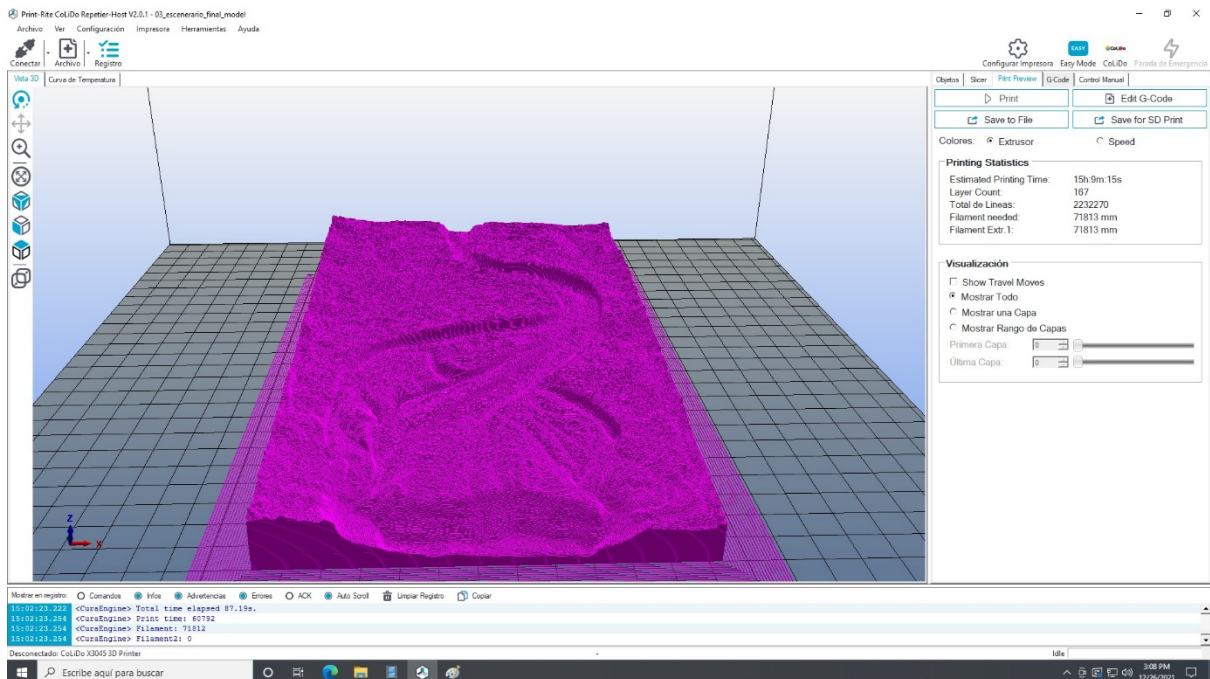 Print-Rite CoLiDo Repetier-Host V2.0.1 - 03_escenerario_final_model
Archivo Ver Configuración Impresora Herramientas Ayuda
Conectar Archivo Registro
Configurar Impresora Easy Mode CoLiDo Parada de Emergencia
EASY
CoLiDo
Vista 3D Curva de Temperatura
Objetos Slicer Print Preview G-Code Control Manual
Print Edit G-Code
Save to File Save for SD Print
Colores: Extrusor Speed
Printing Statistics
Estimated Printing Time: 15h:9m:15s
Layer Count: 167
Total de Lineas: 2232270
Filament needed: 71813 mm
Filament Extr.1: 71813 mm
Visualización
Show Travel Moves
Mostrar Todo
Mostrar una Capa
Mostrar Rango de Capas
Primera Capa: 0
Última Capa: 0
Z
X
Mostrar en registro: Comandos Infos Advertencias Errores ACK Auto Scroll Limpiar Registro Copiar
15:02:23.222 <CuraEngine> Total time elapsed 87.19s.
15:02:23.254 <CuraEngine> Print time: 60792
15:02:23.254 <CuraEngine> Filament: 71812
15:02:23.254 <CuraEngine> Filament2: 0
Desconectado: CoLiDo X3045 3D Printer - Idle
Escribe aquí para buscar
3:08 PM
12/26/2021